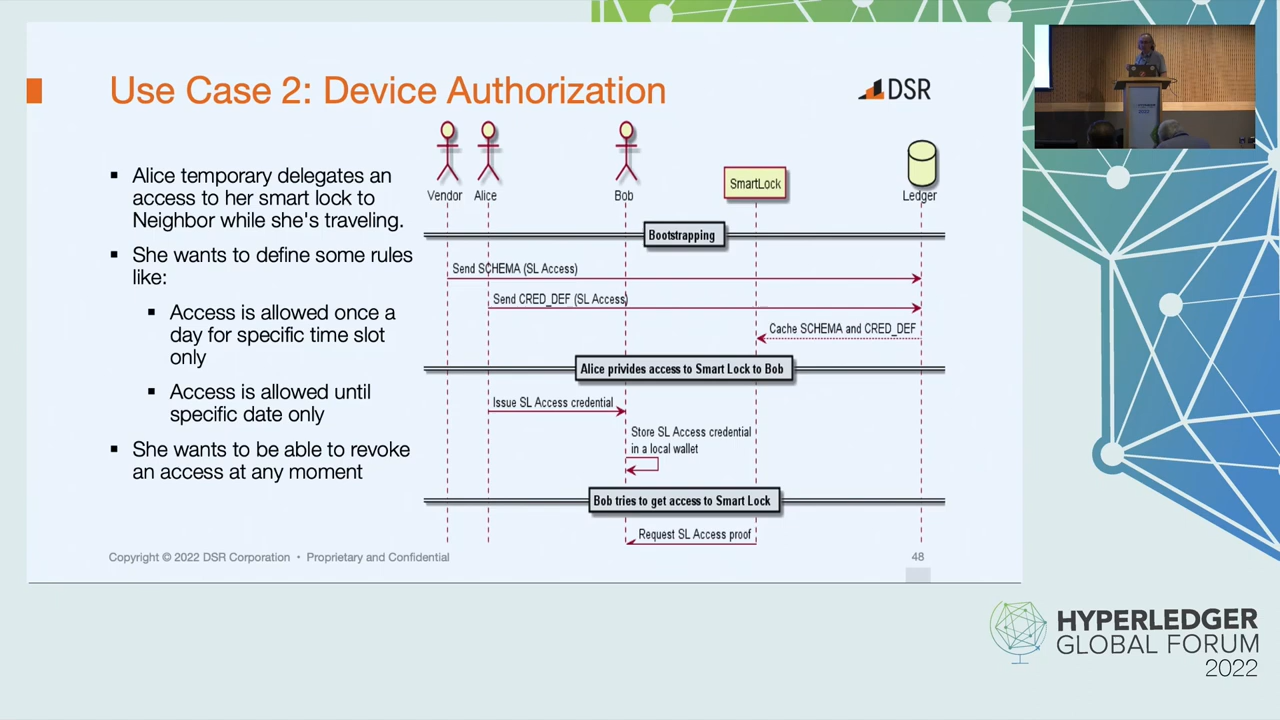 Use Case 2: Device Authorization
DSR
▪ Alice temporary delegates an
access to her smart lock to
Neighbor while she's traveling.
▪ She wants to define some rules
like:
▪ Access is allowed once a
day for specific time slot
only
▪ Access is allowed until
specific date only
▪ She wants to be able to revoke
an access at any moment
Vendor
Alice
Bob
SmartLock
Ledger
Bootstrapping
Send SCHEMA (SL Access)
Send CRED_DEF (SL Access)
Cache SCHEMA and CRED_DEF
Alice privides access to Smart Lock to Bob
Issue SL Access credential
Store SL Access credential
in a local wallet
Bob tries to get access to Smart Lock
Request SL Access proof
Copyright © 2022 DSR Corporation • Proprietary and Confidential
48
HYPERLEDGER
GLOBAL FORUM
2022